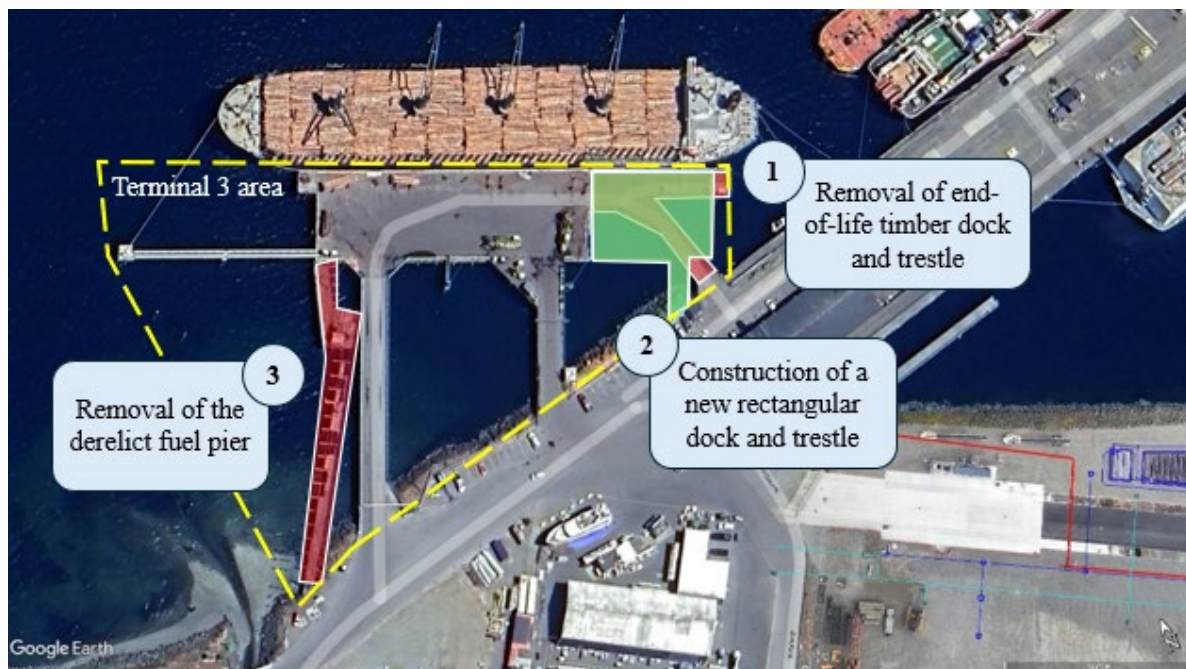 Terminal 3 area
1
Removal of end-
of-life timber dock
and trestle
2
Construction of a
new rectangular
dock and trestle
3
Removal of the
derelict fuel pier
Google Earth